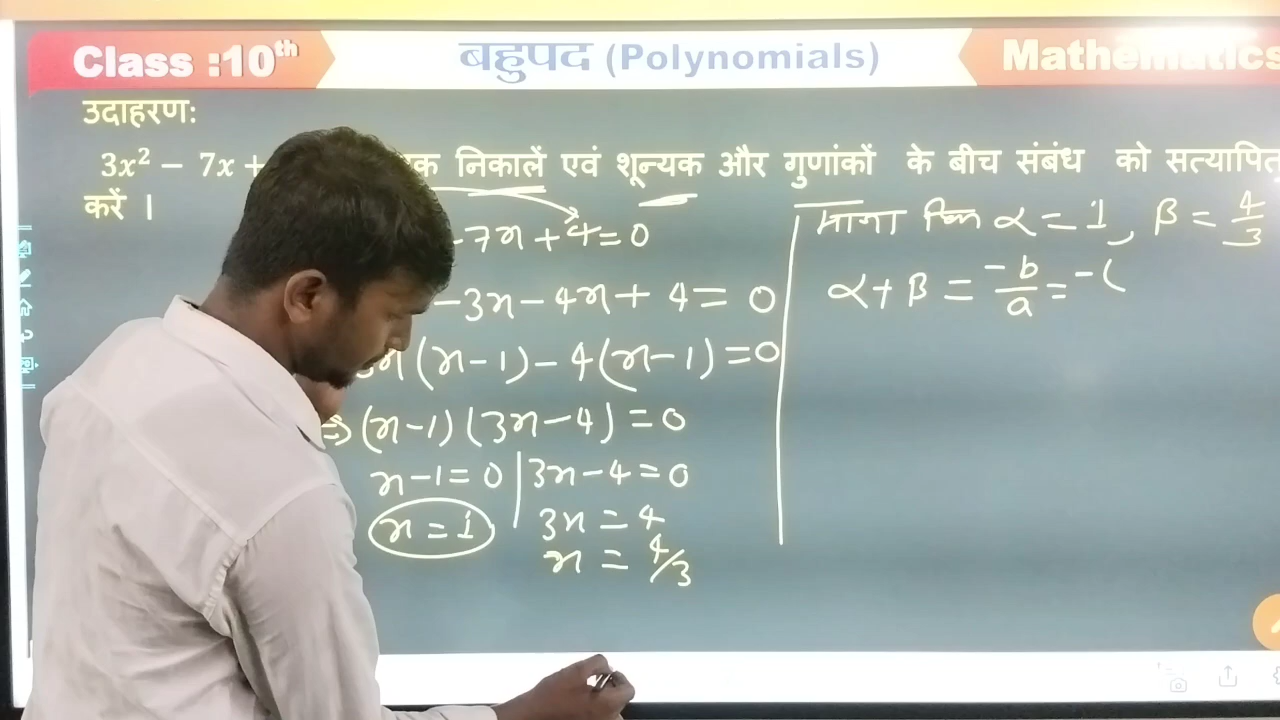 Class :10th
बहुपद (Polynomials)
Mathematics
उदाहरण:
3x² − 7x + क निकालें एवं शून्यक और गुणांकों के बीच संबंध को सत्यापित
करें ।
-7x+4=0
-3x-4x+4=0
3x(x-1)-4(x-1)=0
⇒(x-1)(3x-4)=0
x-1=0 | 3x-4=0
x=1
3x=4
x=4/3
माना कि α=1, β=4/3
α+β=-b/a=-(